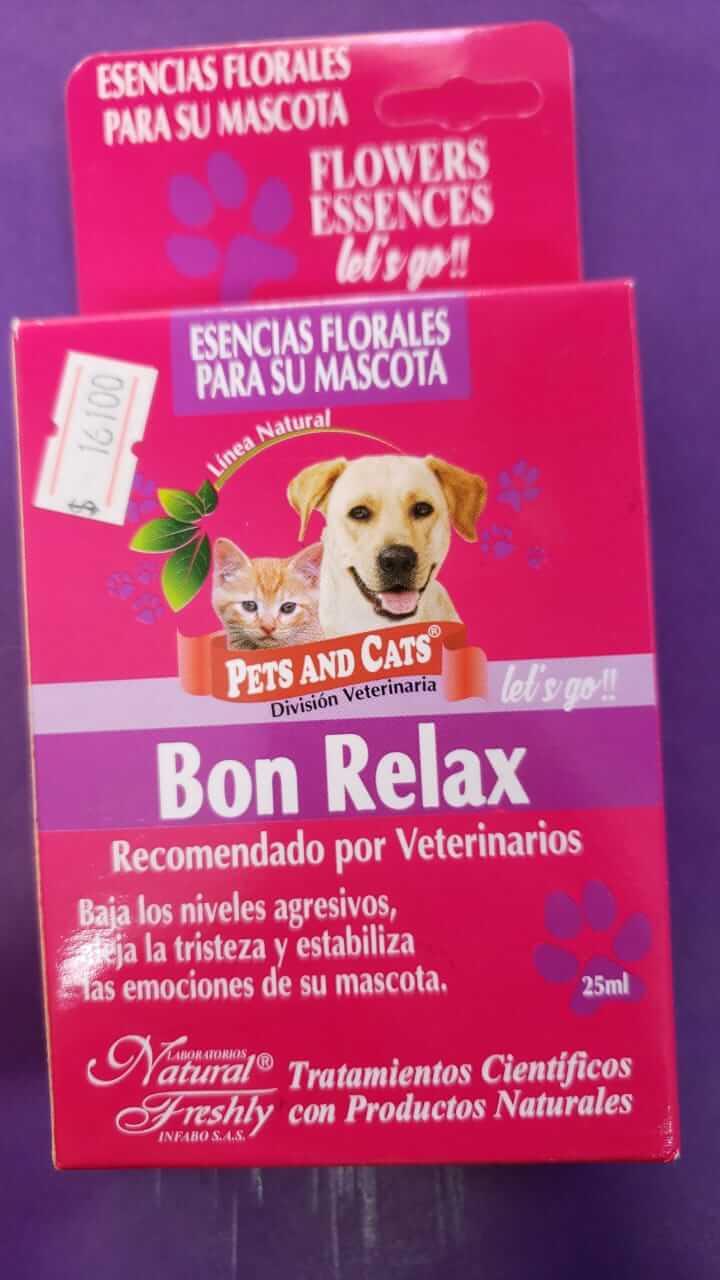 ESENCIAS FLORALES
PARA SU MASCOTA
FLOWERS
ESSENCES
let's go!!
ESENCIAS FLORALES
PARA SU MASCOTA
$ 16100
Línea Natural
PETS AND CATS®
División Veterinaria
let's go!!
Bon Relax
Recomendado por Veterinarios
Baja los niveles agresivos,
aleja la tristeza y estabiliza
las emociones de su mascota.
25ml
LABORATORIOS
Natural®
Freshly
INFABO S.A.S.
Tratamientos Científicos
con Productos Naturales